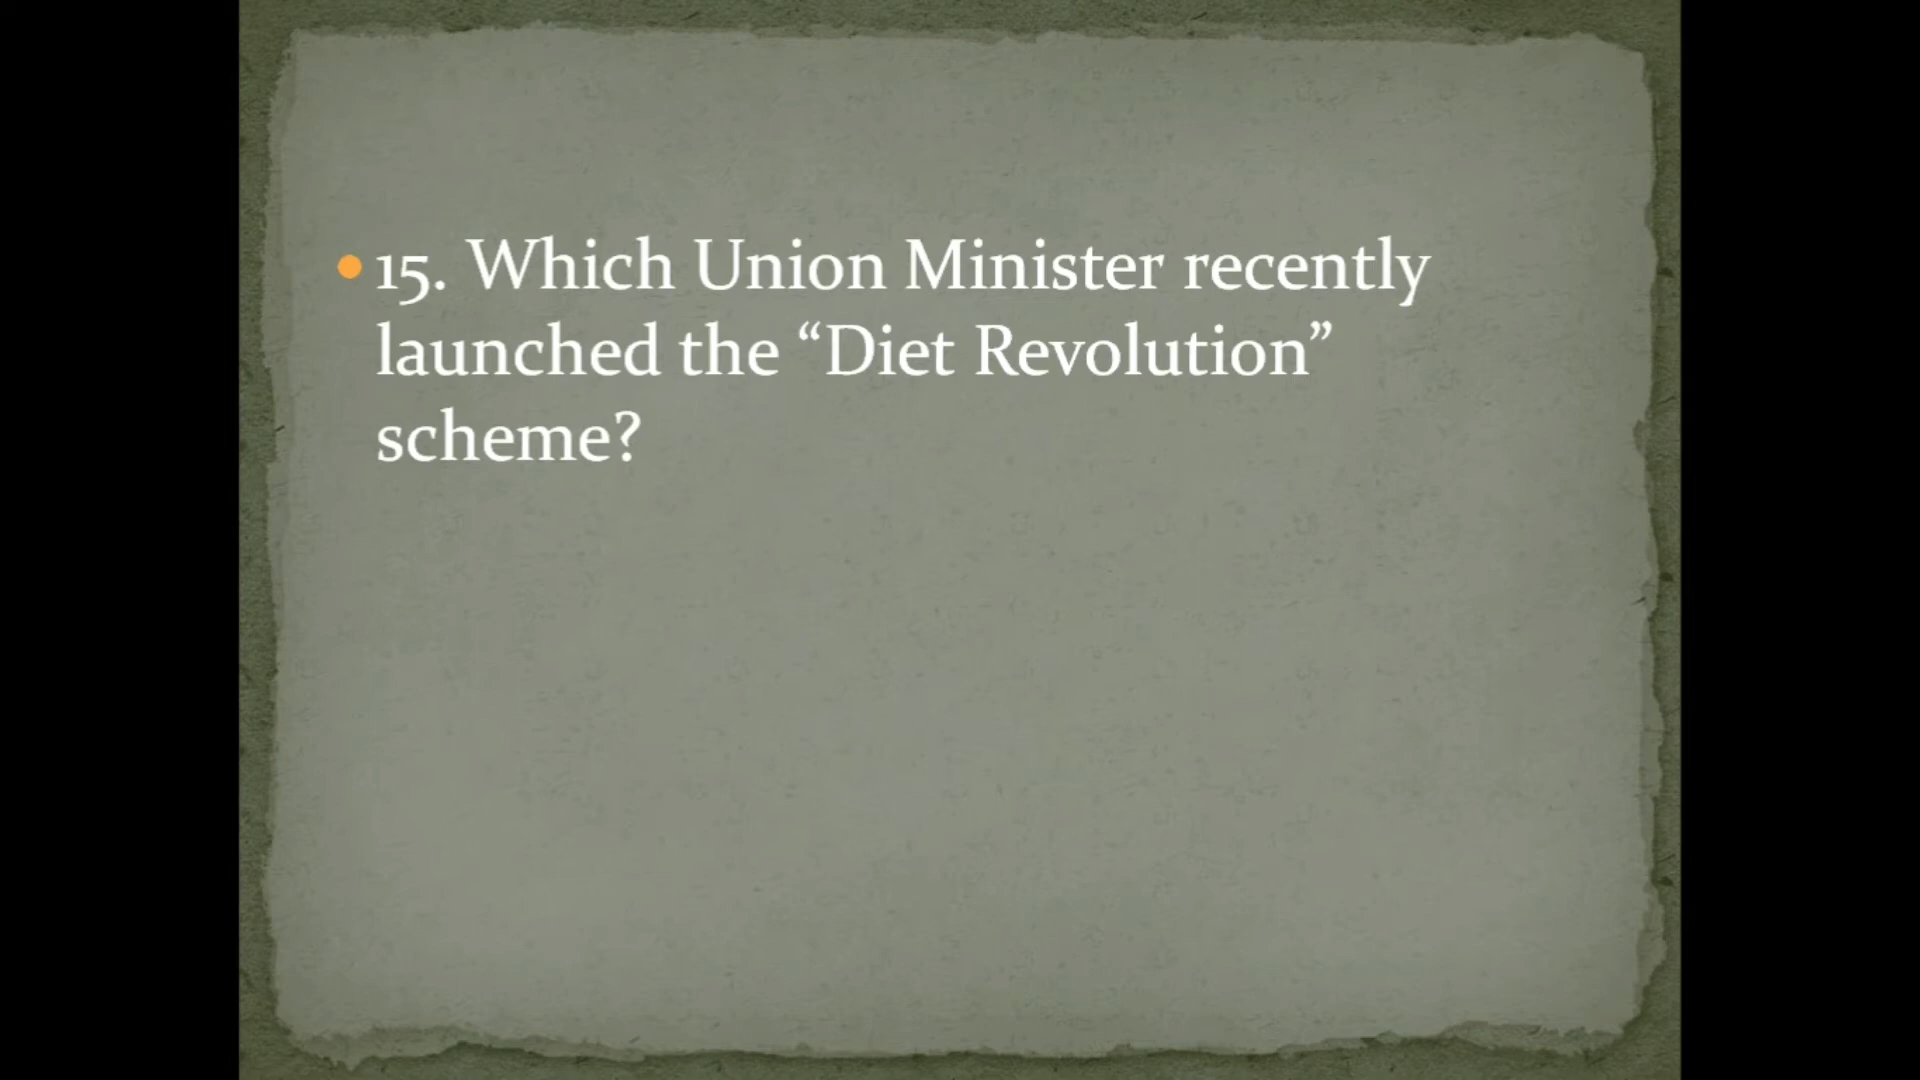 15. Which Union Minister recently
launched the “Diet Revolution”
scheme?